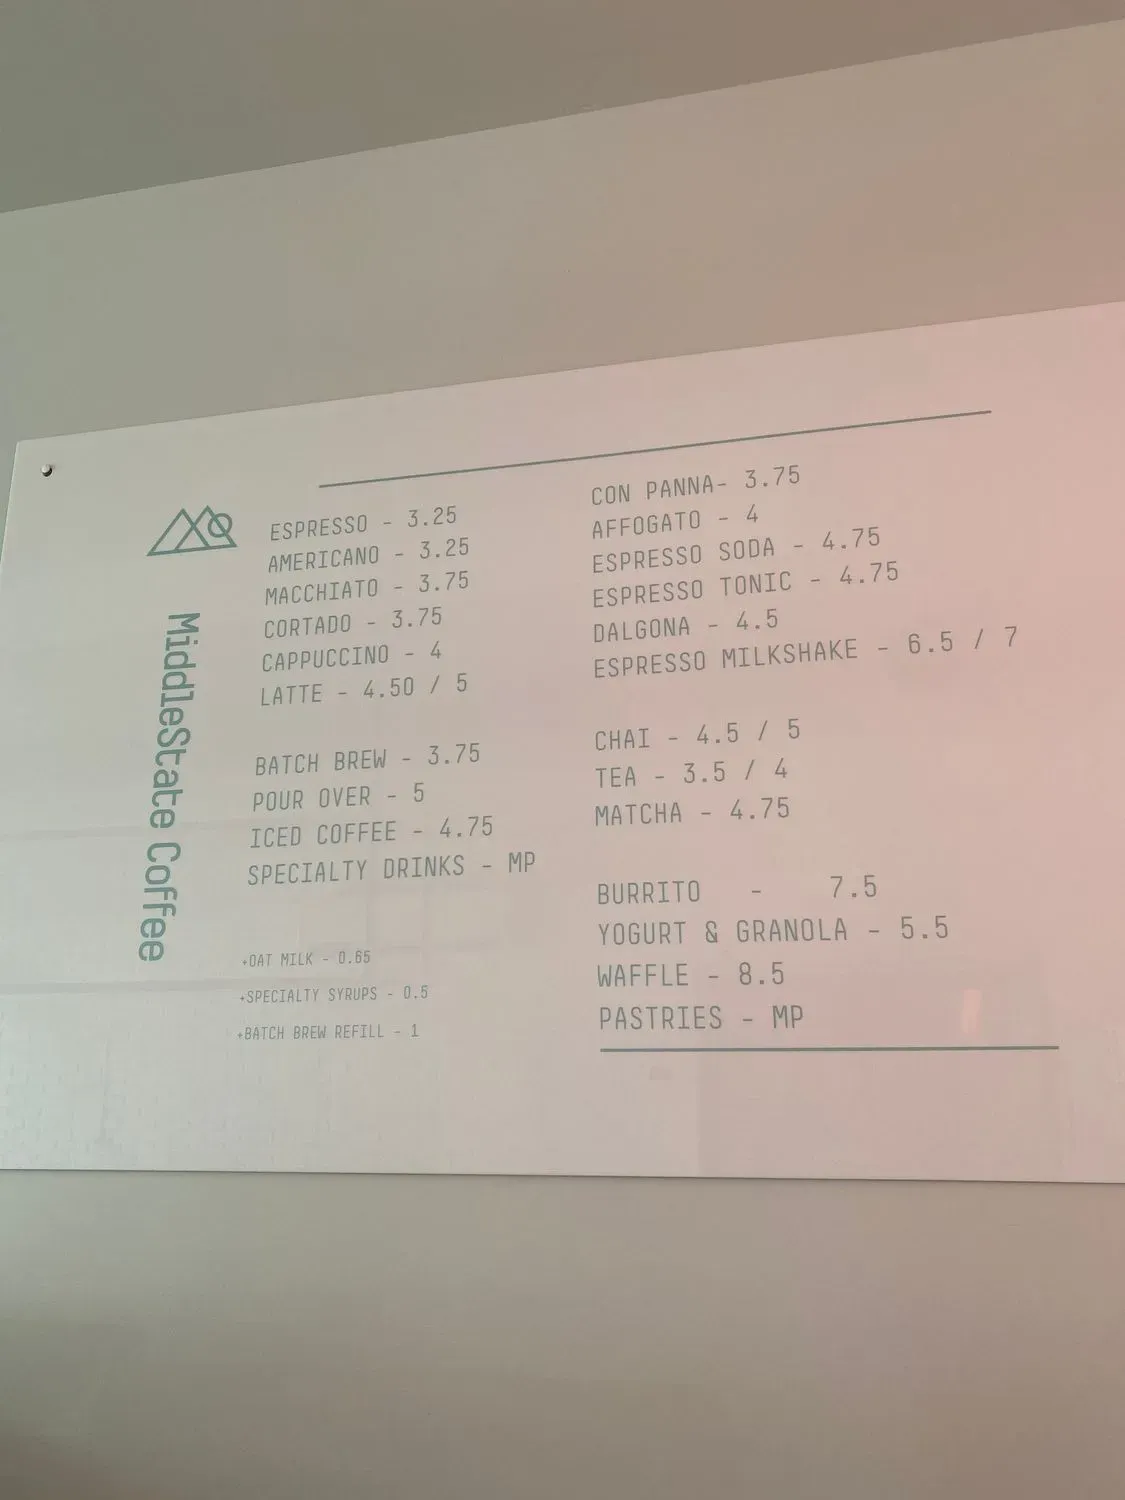 MiddleState Coffee
ESPRESSO - 3.25
AMERICANO - 3.25
MACCHIATO - 3.75
CORTADO - 3.75
CAPPUCCINO - 4
LATTE - 4.50 / 5
BATCH BREW - 3.75
POUR OVER - 5
ICED COFFEE - 4.75
SPECIALTY DRINKS - MP
+OAT MILK - 0.65
+SPECIALTY SYRUPS - 0.5
+BATCH BREW REFILL - 1
CON PANNA- 3.75
AFFOGATO - 4
ESPRESSO SODA - 4.75
ESPRESSO TONIC - 4.75
DALGONA - 4.5
ESPRESSO MILKSHAKE - 6.5 / 7
CHAI - 4.5 / 5
TEA - 3.5 / 4
MATCHA - 4.75
BURRITO - 7.5
YOGURT & GRANOLA - 5.5
WAFFLE - 8.5
PASTRIES - MP